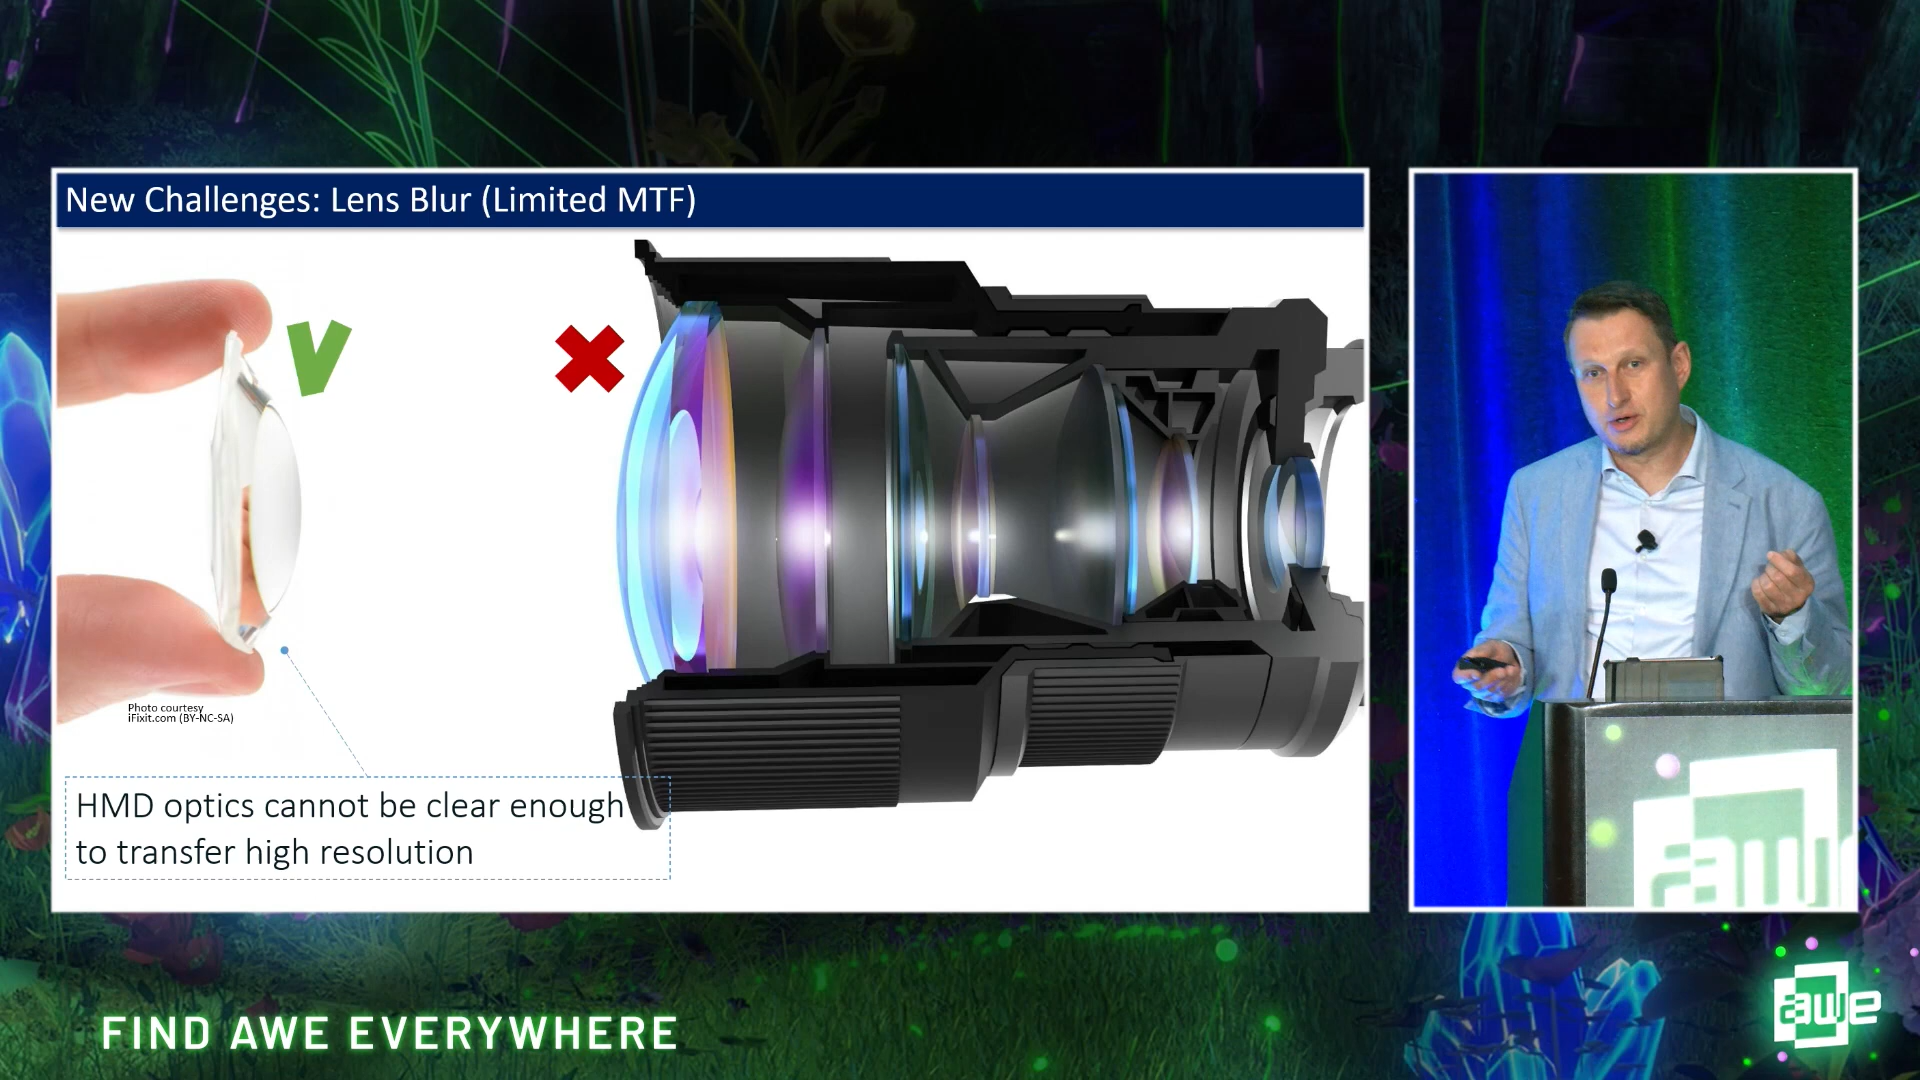 New Challenges: Lens Blur (Limited MTF)
Photo courtesy
iFixit.com (BY-NC-SA)
HMD optics cannot be clear enough
to transfer high resolution
awe
FIND AWE EVERYWHERE
awe